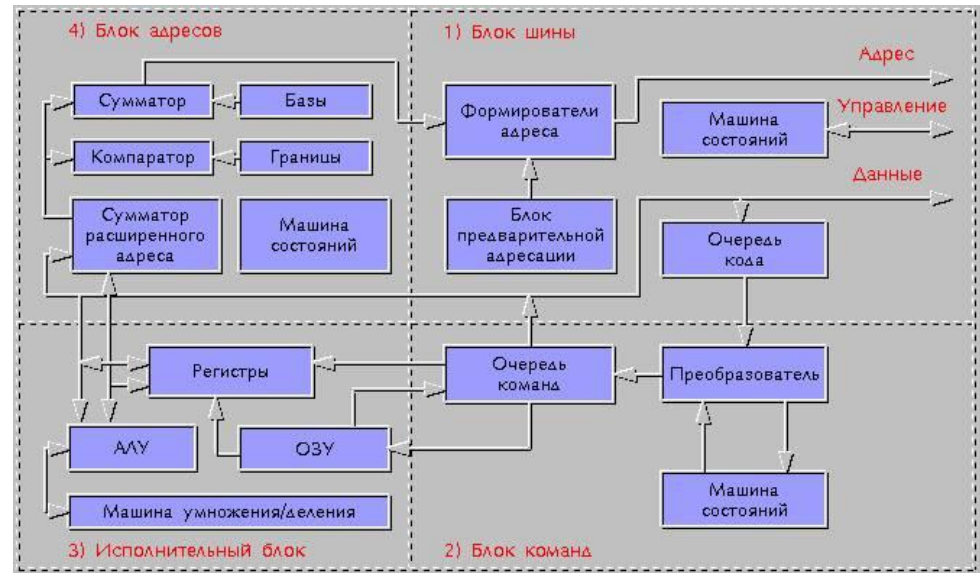 4) Блок адресов
1) Блок шины
Адрес
Сумматор
Базы
Формирователи
адреса
Машина
состояний
Управление
Компаратор
Границы
Данные
Сумматор
расширенного
адреса
Машина
состояний
Блок
предварительной
адресации
Очередь
кода
Регистры
Очередь
команд
Преобразователь
АЛУ
ОЗУ
Машина умножения/деления
Машина
состояний
3) Исполнительный блок
2) Блок команд